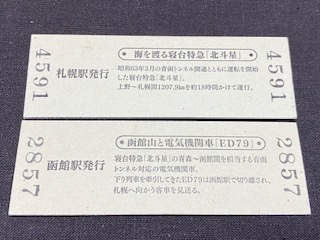 4591
海を渡る寝台特急「北斗星」
札幌駅発行
昭和63年3月の青函トンネル開通とともに運転を開始
した寝台特急「北斗星」。
上野~札幌間1207.9kmを約18時間かけて運行。
4591
2857
函館山と電気機関車「ED79」
函館駅発行
寝台特急「北斗星」の青森~函館間を担当する青函
トンネル対応の電気機関車。
下り列車を牽引してきたED79は函館駅で切り離され、
札幌へ向かう客車を見送る。
2857